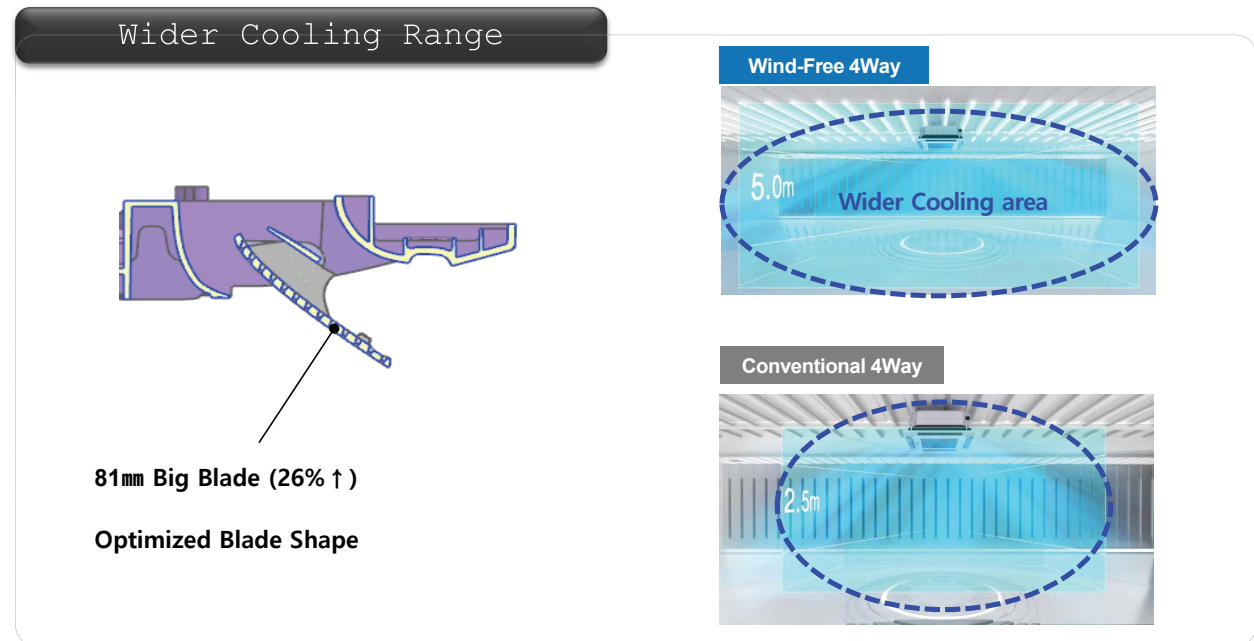 Wider Cooling Range
81㎜ Big Blade (26%↑)
Optimized Blade Shape
Wind-Free 4Way
5.0m
Wider Cooling area
Conventional 4Way
2.5m